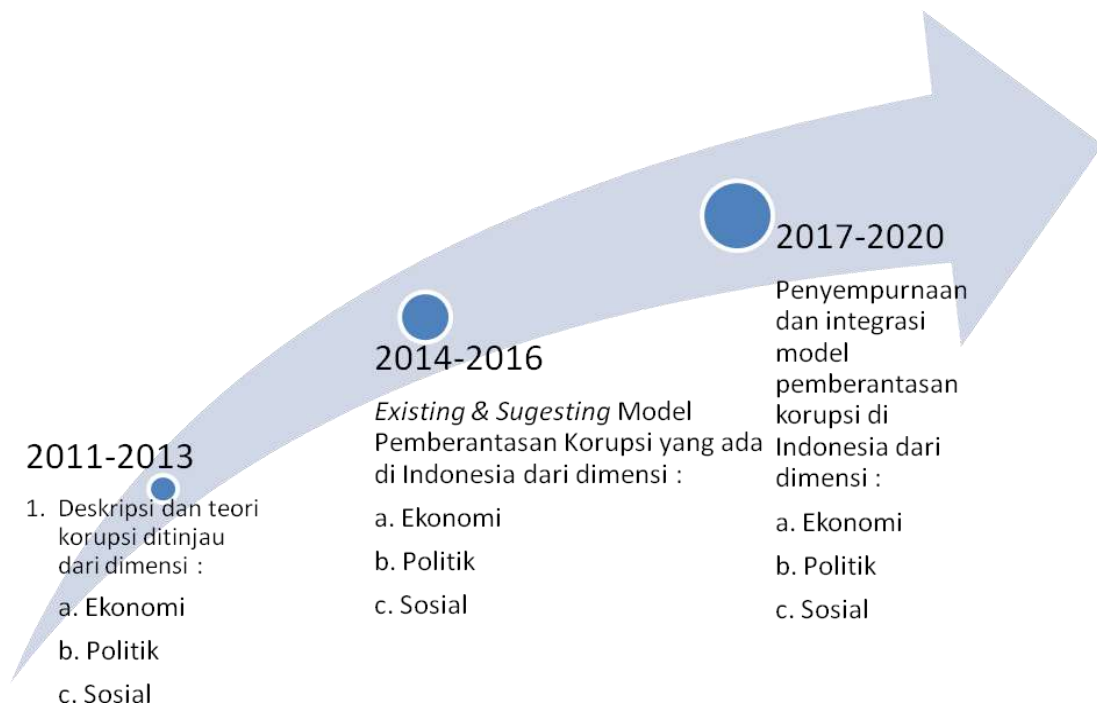 2011-2013
1. Deskripsi dan teori
korupsi ditinjau
dari dimensi :
a. Ekonomi
b. Politik
c. Sosial
2014-2016
Existing & Sugesting Model
Pemberantasan Korupsi yang ada
di Indonesia dari dimensi :
a. Ekonomi
b. Politik
c. Sosial
2017-2020
Penyempurnaan
dan integrasi
model
pemberantasan
korupsi di
Indonesia dari
dimensi :
a. Ekonomi
b. Politik
c. Sosial